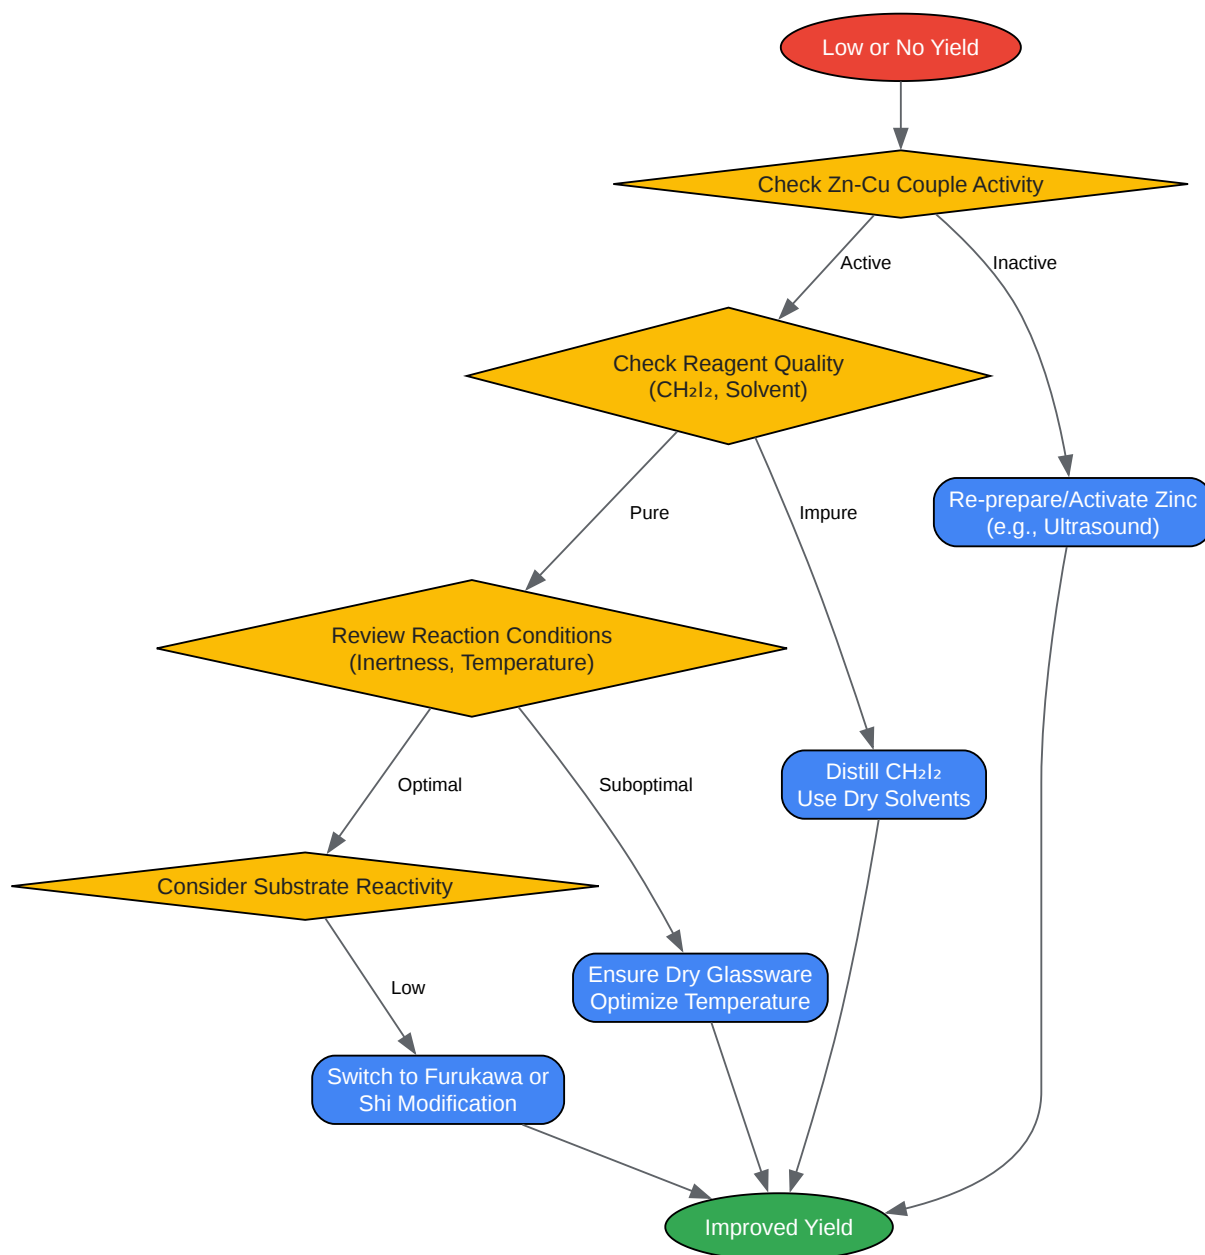 Low or No Yield
Check Zn-Cu Couple Activity
Active
Inactive
Check Reagent Quality
(CH₂I₂, Solvent)
Pure
Impure
Re-prepare/Activate Zinc
(e.g., Ultrasound)
Review Reaction Conditions
(Inertness, Temperature)
Optimal
Suboptimal
Distill CH₂I₂
Use Dry Solvents
Consider Substrate Reactivity
Low
Ensure Dry Glassware
Optimize Temperature
Switch to Furukawa or
Shi Modification
Improved Yield